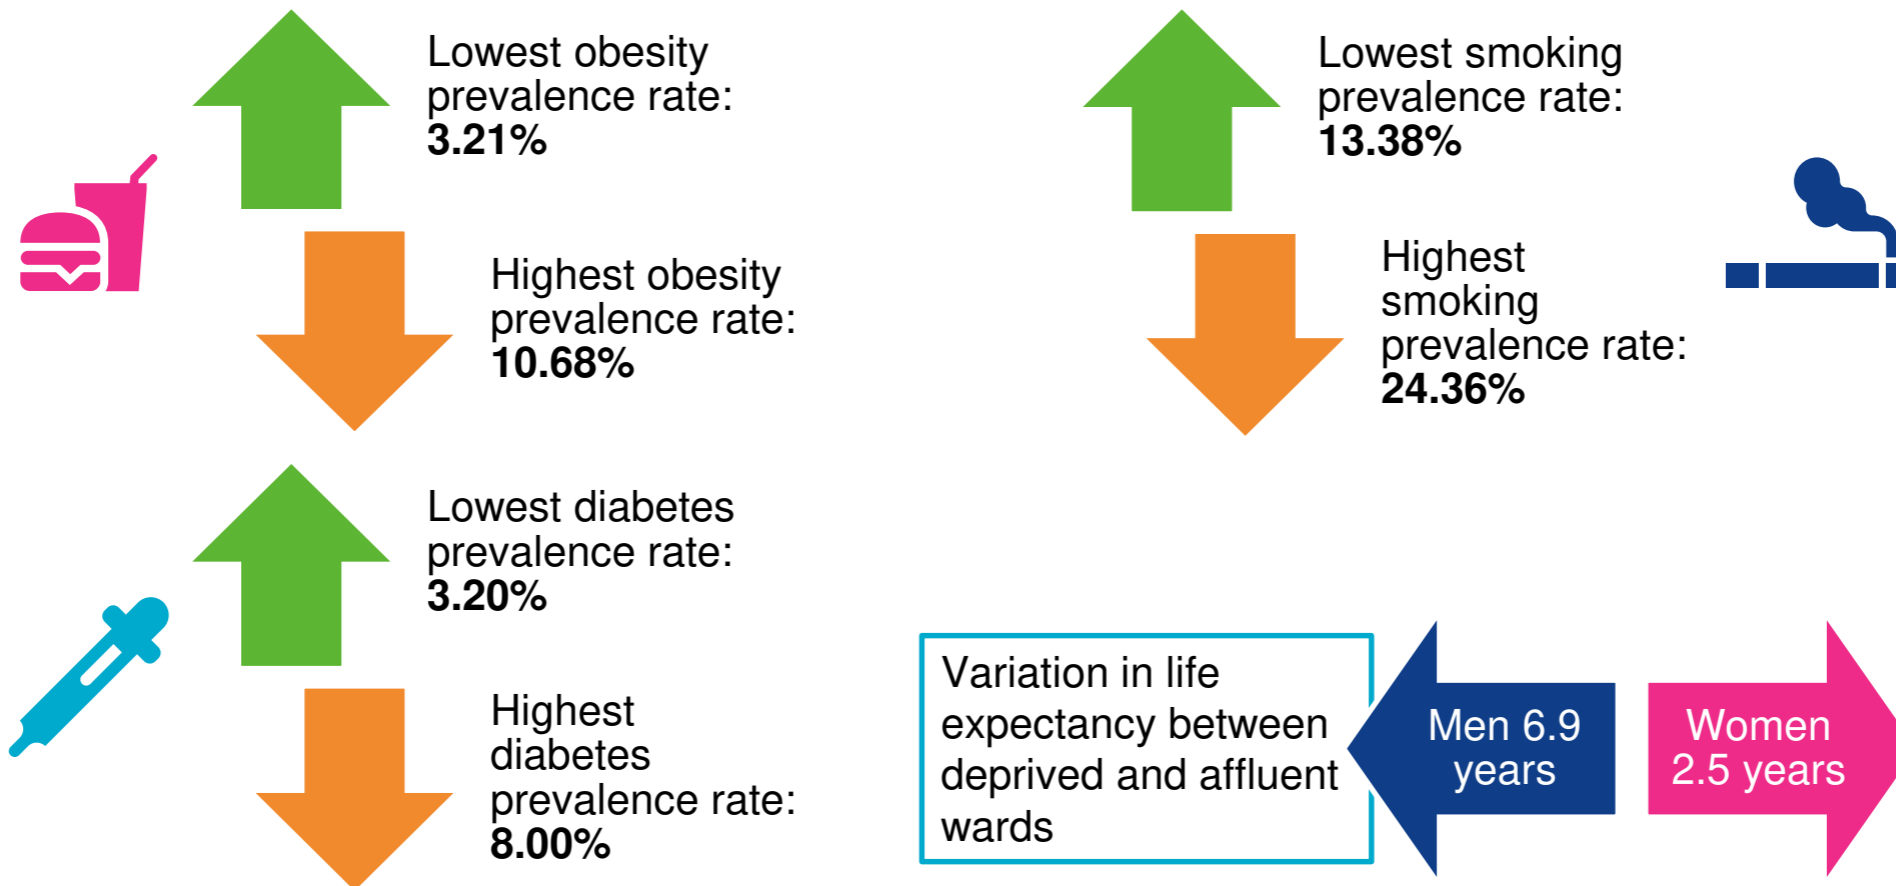 Lowest obesity
prevalence rate:
3.21%
Highest obesity
prevalence rate:
10.68%
Lowest smoking
prevalence rate:
13.38%
Highest
smoking
prevalence rate:
24.36%
Lowest diabetes
prevalence rate:
3.20%
Highest
diabetes
prevalence rate:
8.00%
Variation in life
expectancy between
deprived and affluent
wards
Men 6.9
years
Women
2.5 years